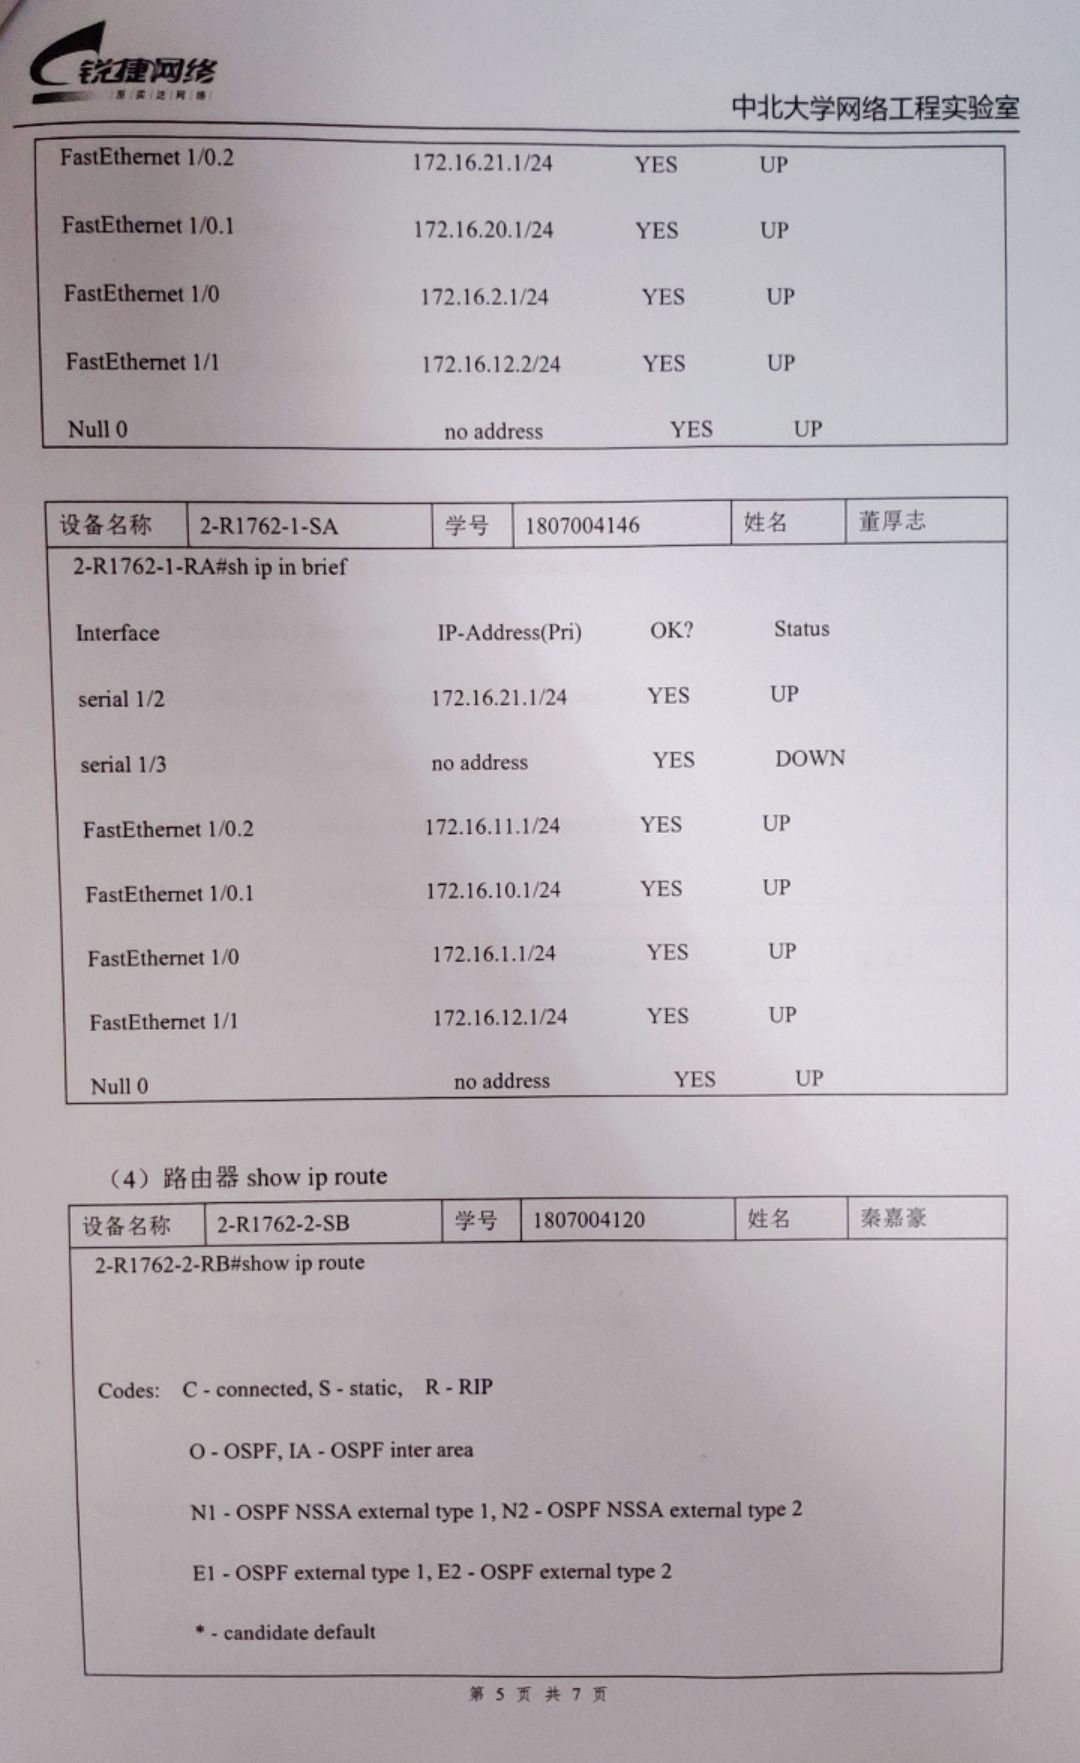 锐捷网络
原|实|达|网|络
中北大学网络工程实验室
FastEthernet 1/0.2 172.16.21.1/24 YES UP
FastEthernet 1/0.1 172.16.20.1/24 YES UP
FastEthernet 1/0 172.16.2.1/24 YES UP
FastEthernet 1/1 172.16.12.2/24 YES UP
Null 0 no address YES UP
设备名称 2-R1762-1-SA 学号 1807004146 姓名 董厚志
2-R1762-1-RA#sh ip in brief
Interface IP-Address(Pri) OK? Status
serial 1/2 172.16.21.1/24 YES UP
serial 1/3 no address YES DOWN
FastEthernet 1/0.2 172.16.11.1/24 YES UP
FastEthernet 1/0.1 172.16.10.1/24 YES UP
FastEthernet 1/0 172.16.1.1/24 YES UP
FastEthernet 1/1 172.16.12.1/24 YES UP
Null 0 no address YES UP
（4）路由器 show ip route
设备名称 2-R1762-2-SB 学号 1807004120 姓名 秦嘉豪
2-R1762-2-RB#show ip route
Codes: C - connected, S - static, R - RIP
O - OSPF, IA - OSPF inter area
N1 - OSPF NSSA external type 1, N2 - OSPF NSSA external type 2
E1 - OSPF external type 1, E2 - OSPF external type 2
* - candidate default
第 5 页 共 7 页